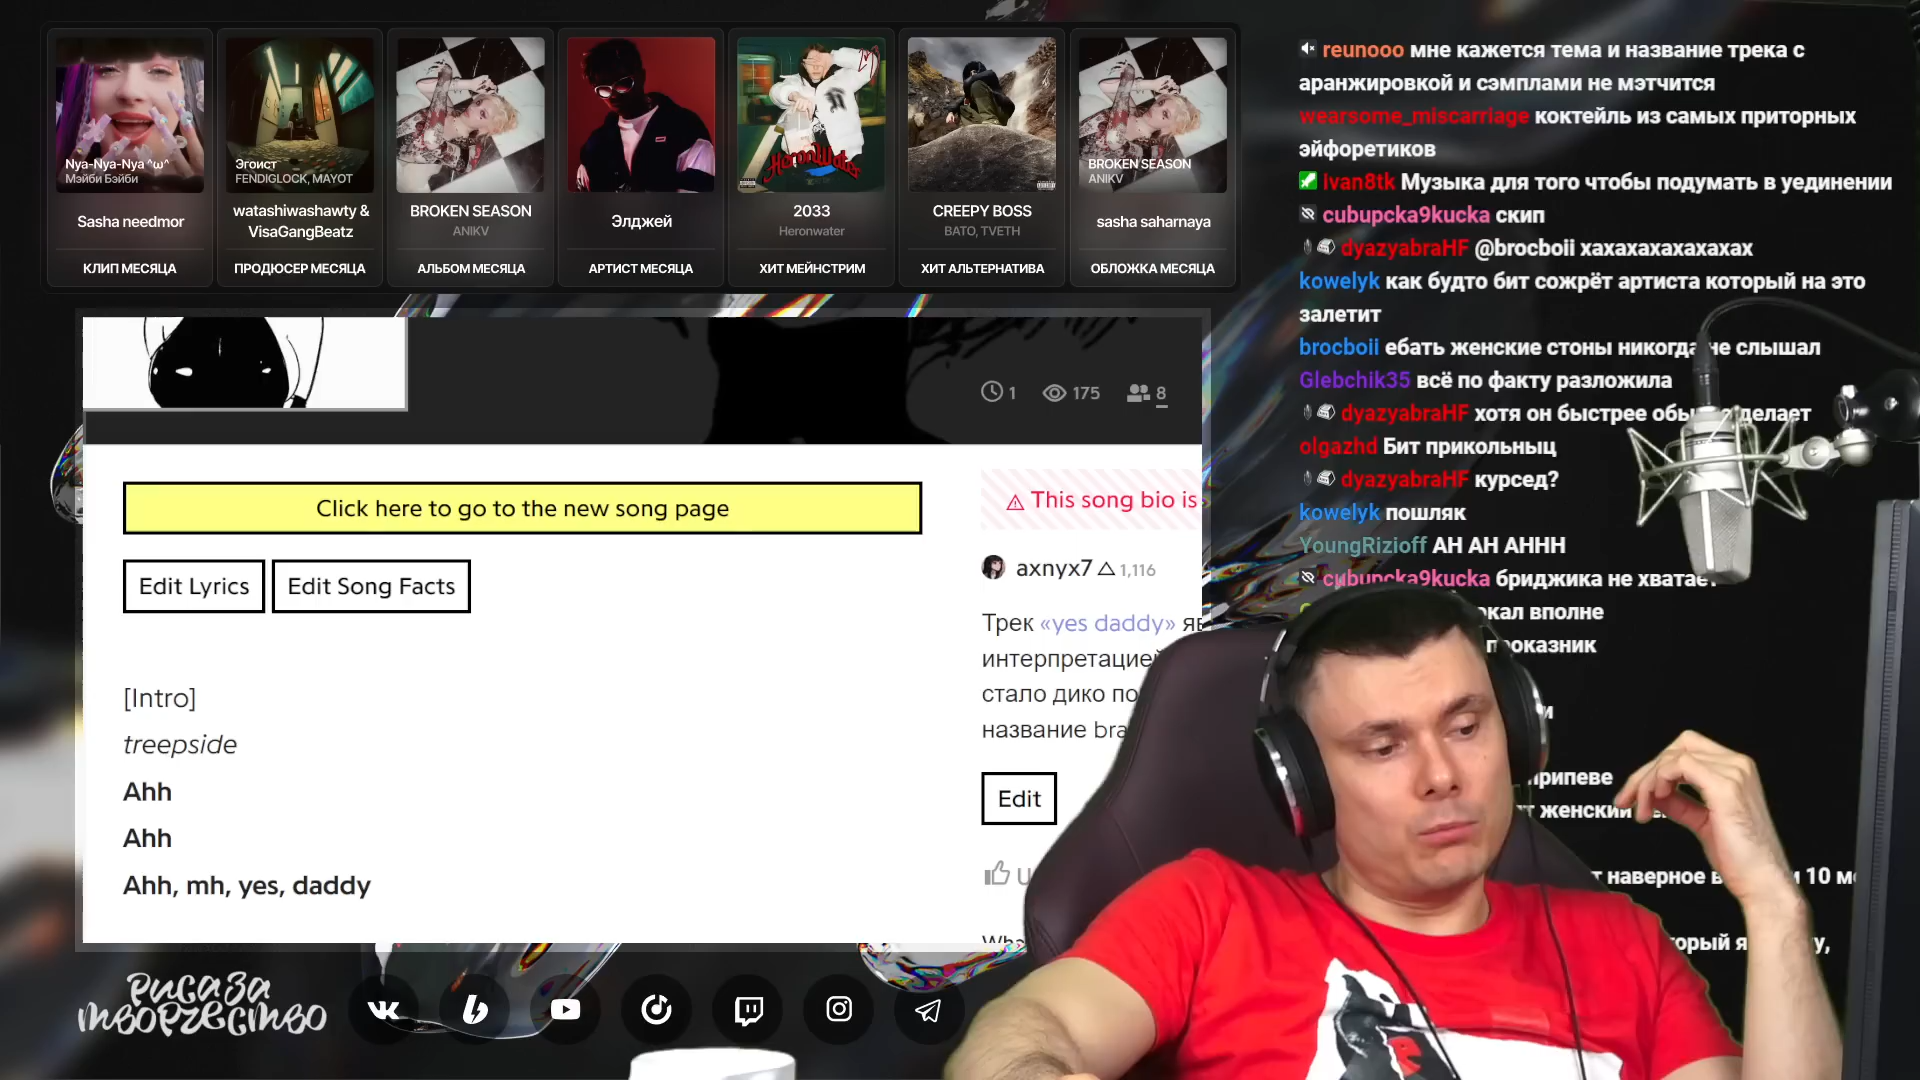 Nya-Nya-Nya ^ω^
Мэйби Бэйби
Sasha needmor
КЛИП МЕСЯЦА
Эгоист
FENDIGLOCK, MAYOT
watashiwashawty &
VisaGangBeatz
ПРОДЮСЕР МЕСЯЦА
BROKEN SEASON
ANIKV
АЛЬБОМ МЕСЯЦА
Элджей
АРТИСТ МЕСЯЦА
HeronWater
2033
Heronwater
ХИТ МЕЙНСТРИМ
CREEPY BOSS
BATO, TVETH
ХИТ АЛЬТЕРНАТИВА
BROKEN SEASON
ANIKV
sasha saharnaya
ОБЛОЖКА МЕСЯЦА
1 175 8
Click here to go to the new song page
Edit Lyrics Edit Song Facts
[Intro]
treepside
Ahh
Ahh
Ahh, mh, yes, daddy
This song bio is
axnyx7 1,116
Трек «yes daddy»
интерпретацией
стало дико
название
Edit
РИСАЗА
ТВОРЧЕСТВО
reunooo мне кажется тема и название трека с
аранжировкой и сэмплами не мэтчится
wearsome_miscarriage коктейль из самых приторных
эйфоретиков
Ivan8tk Музыка для того чтобы подумать в уединении
cubupcka9kucka скип
dyazyabraHF @brocboii хахахахахахахах
kowelyk как будто бит сожрёт артиста который на это
залетит
brocboii ебать женские стоны никогда не слышал
Glebchik35 всё по факту разложила
dyazyabraHF хотя он быстрее делает
olgazhd Бит прикольныц
dyazyabraHF курсед?
kowelyk пошляк
YoungRizioff АН АН АННН
cubupcka9kucka бриджика не хватает
вполне
проказник
припеве
женский
наверное 10